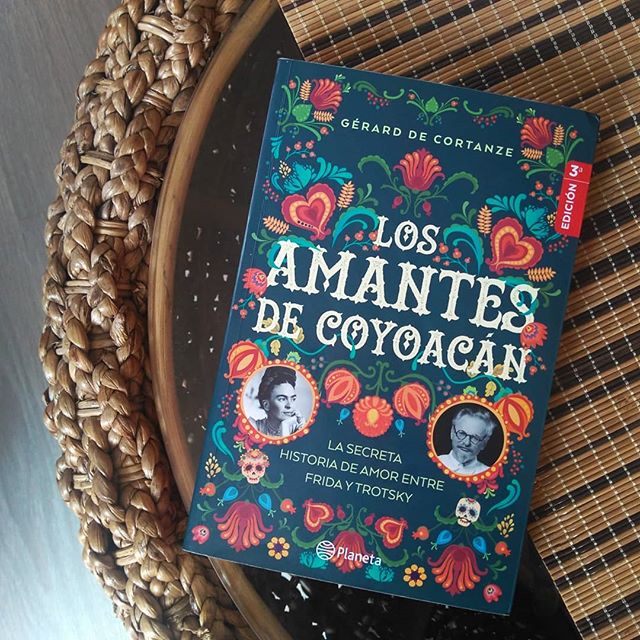 GÉRARD DE CORTANZE
3ª
EDICIÓN
LOS
AMANTES
DE COYOACÁN
LA SECRETA
HISTORIA DE AMOR ENTRE
FRIDA Y TROTSKY
Planeta